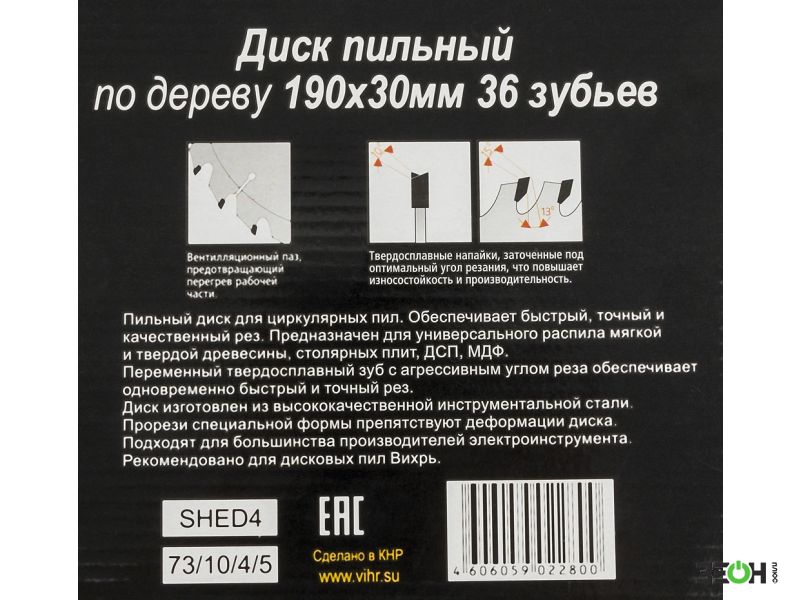 Диск пильный
по дереву 190х30мм 36 зубьев
10°
15°
13°
Вентилляционный паз,
предотвращающий
перегрев рабочей
части.
Твердосплавные напайки, заточенные под
оптимальный угол резания, что повышает
износостойкость и производительность.
Пильный диск для циркулярных пил. Обеспечивает быстрый, точный и
качественный рез. Предназначен для универсального распила мягкой
и твердой древесины, столярных плит, ДСП, МДФ.
Переменный твердосплавный зуб с агрессивным углом реза обеспечивает
одновременно быстрый и точный рез.
Диск изготовлен из высококачественной инструментальной стали.
Прорези специальной формы препятствуют деформации диска.
Подходят для большинства производителей электроинструмента.
Рекомендовано для дисковых пил Вихрь.
SHED4
73/10/4/5
EAC
Сделано в КНР
www.vihr.su
4 606059 022800